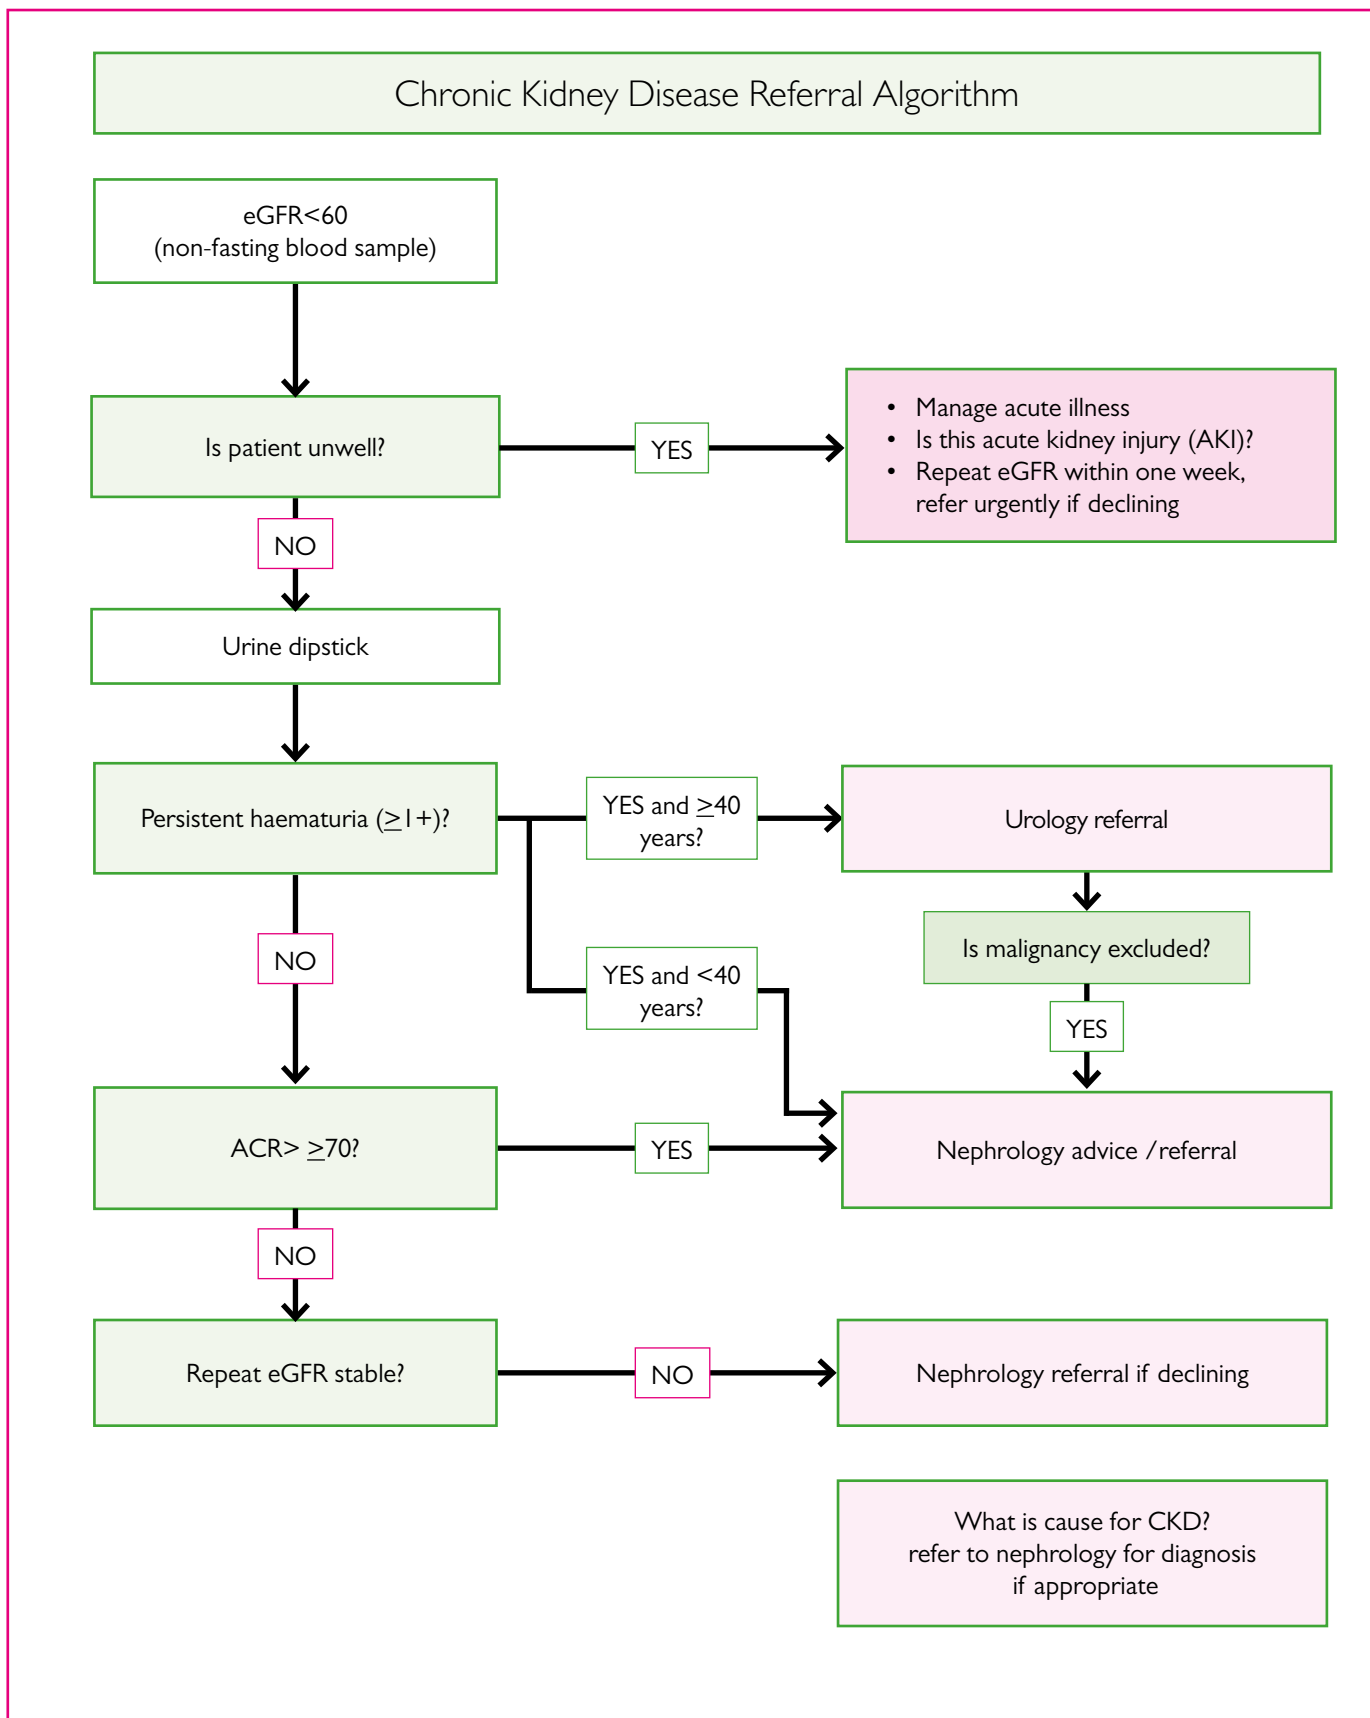 Chronic Kidney Disease Referral Algorithm
eGFR<60
(non-fasting blood sample)
Is patient unwell?
YES
• Manage acute illness
• Is this acute kidney injury (AKI)?
• Repeat eGFR within one week,
refer urgently if declining
NO
Urine dipstick
Persistent haematuria (≥1+)?
YES and ≥40
years?
Urology referral
Is malignancy excluded?
YES
NO
YES and <40
years?
ACR> ≥70?
YES
Nephrology advice /referral
NO
Repeat eGFR stable?
NO
Nephrology referral if declining
What is cause for CKD?
refer to nephrology for diagnosis
if appropriate